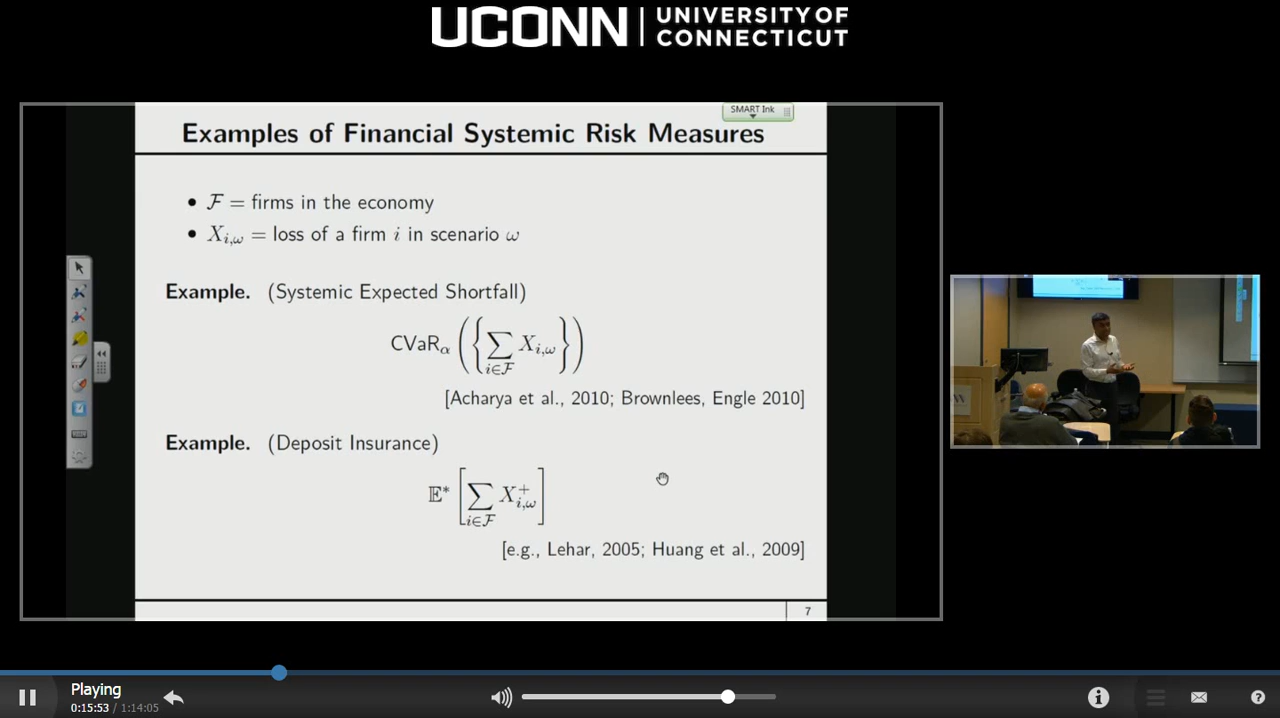 UCONN UNIVERSITY OF CONNECTICUT
SMART Ink
Examples of Financial Systemic Risk Measures
• ℱ = firms in the economy
• X_{i,ω} = loss of a firm i in scenario ω
Example. (Systemic Expected Shortfall)
CVaR_α ( { ∑_{i∈ℱ} X_{i,ω} } )
[Acharya et al., 2010; Brownlees, Engle 2010]
Example. (Deposit Insurance)
𝔼* [ ∑_{i∈ℱ} X^+_{i,ω} ]
[e.g., Lehar, 2005; Huang et al., 2009]
7
Playing
0:15:53 / 1:14:05